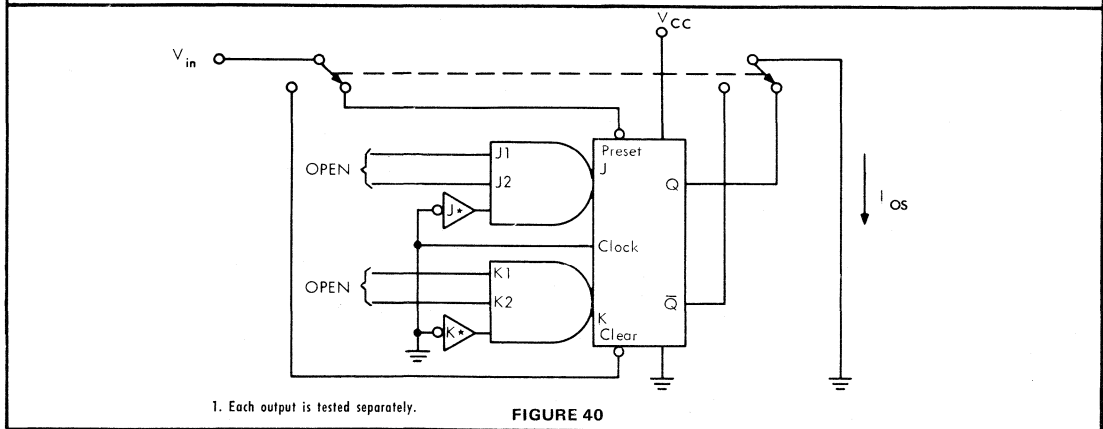 V CC
V in
Preset
J1
J
OPEN
J2
Q
J*
I OS
Clock
K1
OPEN
K2
Q̄
K
K*
Clear
1. Each output is tested separately.
FIGURE 40